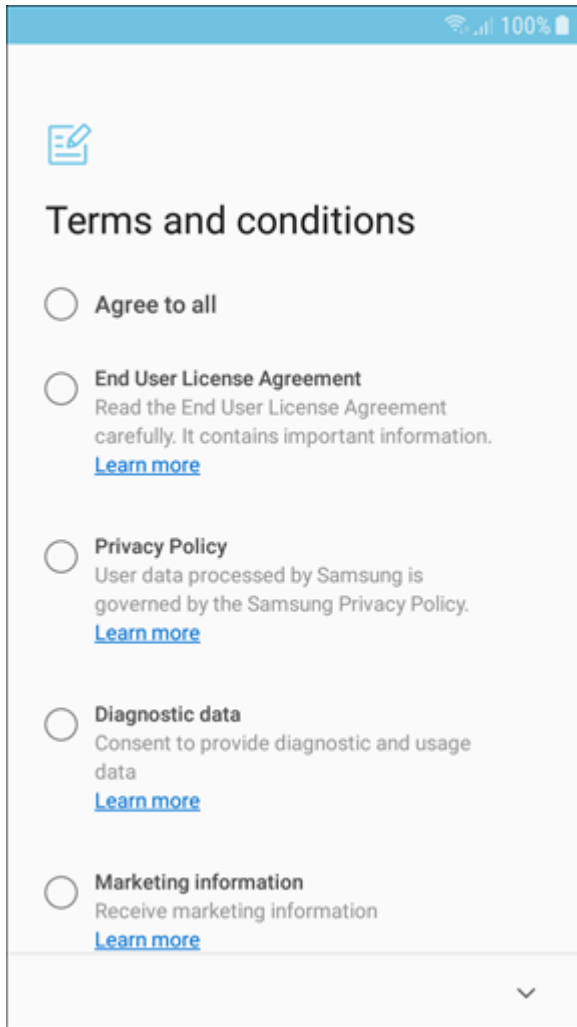 100%
Terms and conditions
Agree to all
End User License Agreement
Read the End User License Agreement
carefully. It contains important information.
Learn more
Privacy Policy
User data processed by Samsung is
governed by the Samsung Privacy Policy.
Learn more
Diagnostic data
Consent to provide diagnostic and usage
data
Learn more
Marketing information
Receive marketing information
Learn more